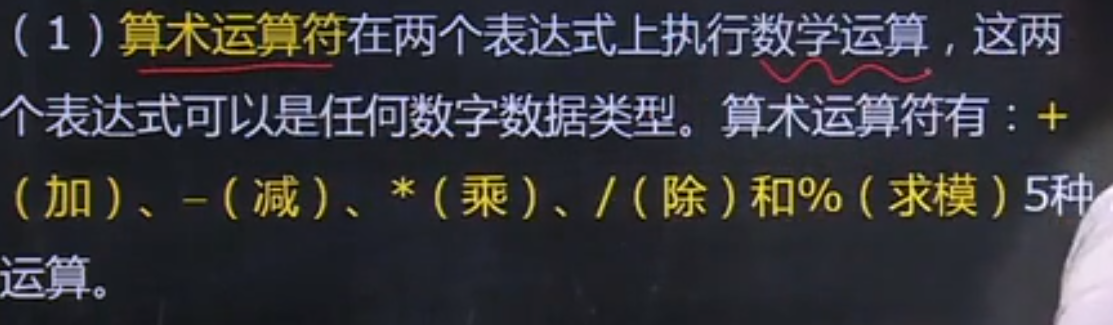 （1）算术运算符在两个表达式上执行数学运算，这两
个表达式可以是任何数字数据类型。算术运算符有：+
（加）、–（减）、*（乘）、/（除）和%（求模）5种
运算。